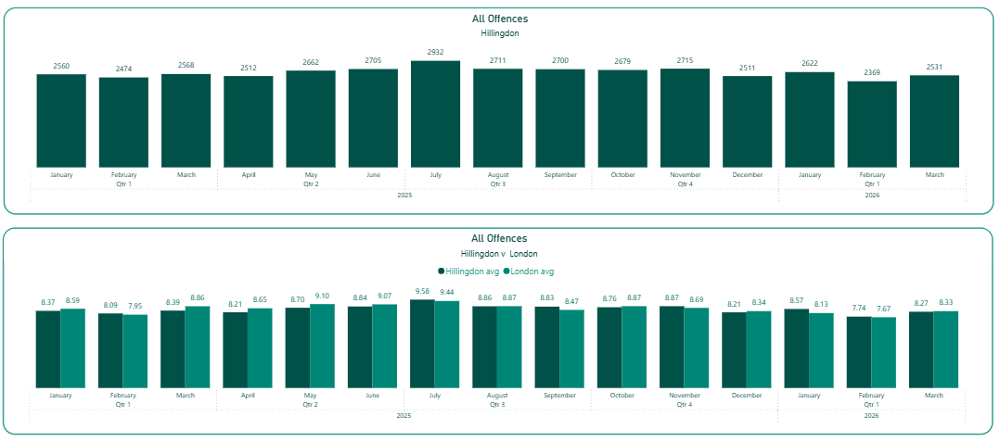 All Offences
Hillingdon
2560 2474 2568 2512 2662 2705 2932 2711 2700 2679 2715 2511 2622 2369 2531
January February March April May June July August September October November December January February March
Qtr 1 Qtr 2 Qtr 3 Qtr 4 Qtr 1
2025 2026
All Offences
Hillingdon v London
Hillingdon avg London avg
8.37 8.59 8.09 7.95 8.39 8.86 8.21 8.65 8.70 9.10 8.84 9.07 9.58 9.44 8.86 8.87 8.83 8.47 8.76 8.87 8.87 8.69 8.21 8.34 8.57 8.13 7.74 7.67 8.27 8.33
January February March April May June July August September October November December January February March
Qtr 1 Qtr 2 Qtr 3 Qtr 4 Qtr 1
2025 2026